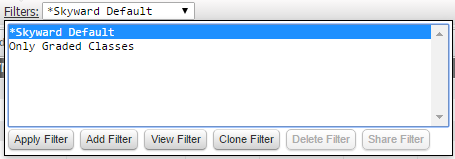 Filters: *Skyward Default
*Skyward Default
Only Graded Classes
Apply Filter Add Filter View Filter Clone Filter Delete Filter Share Filter